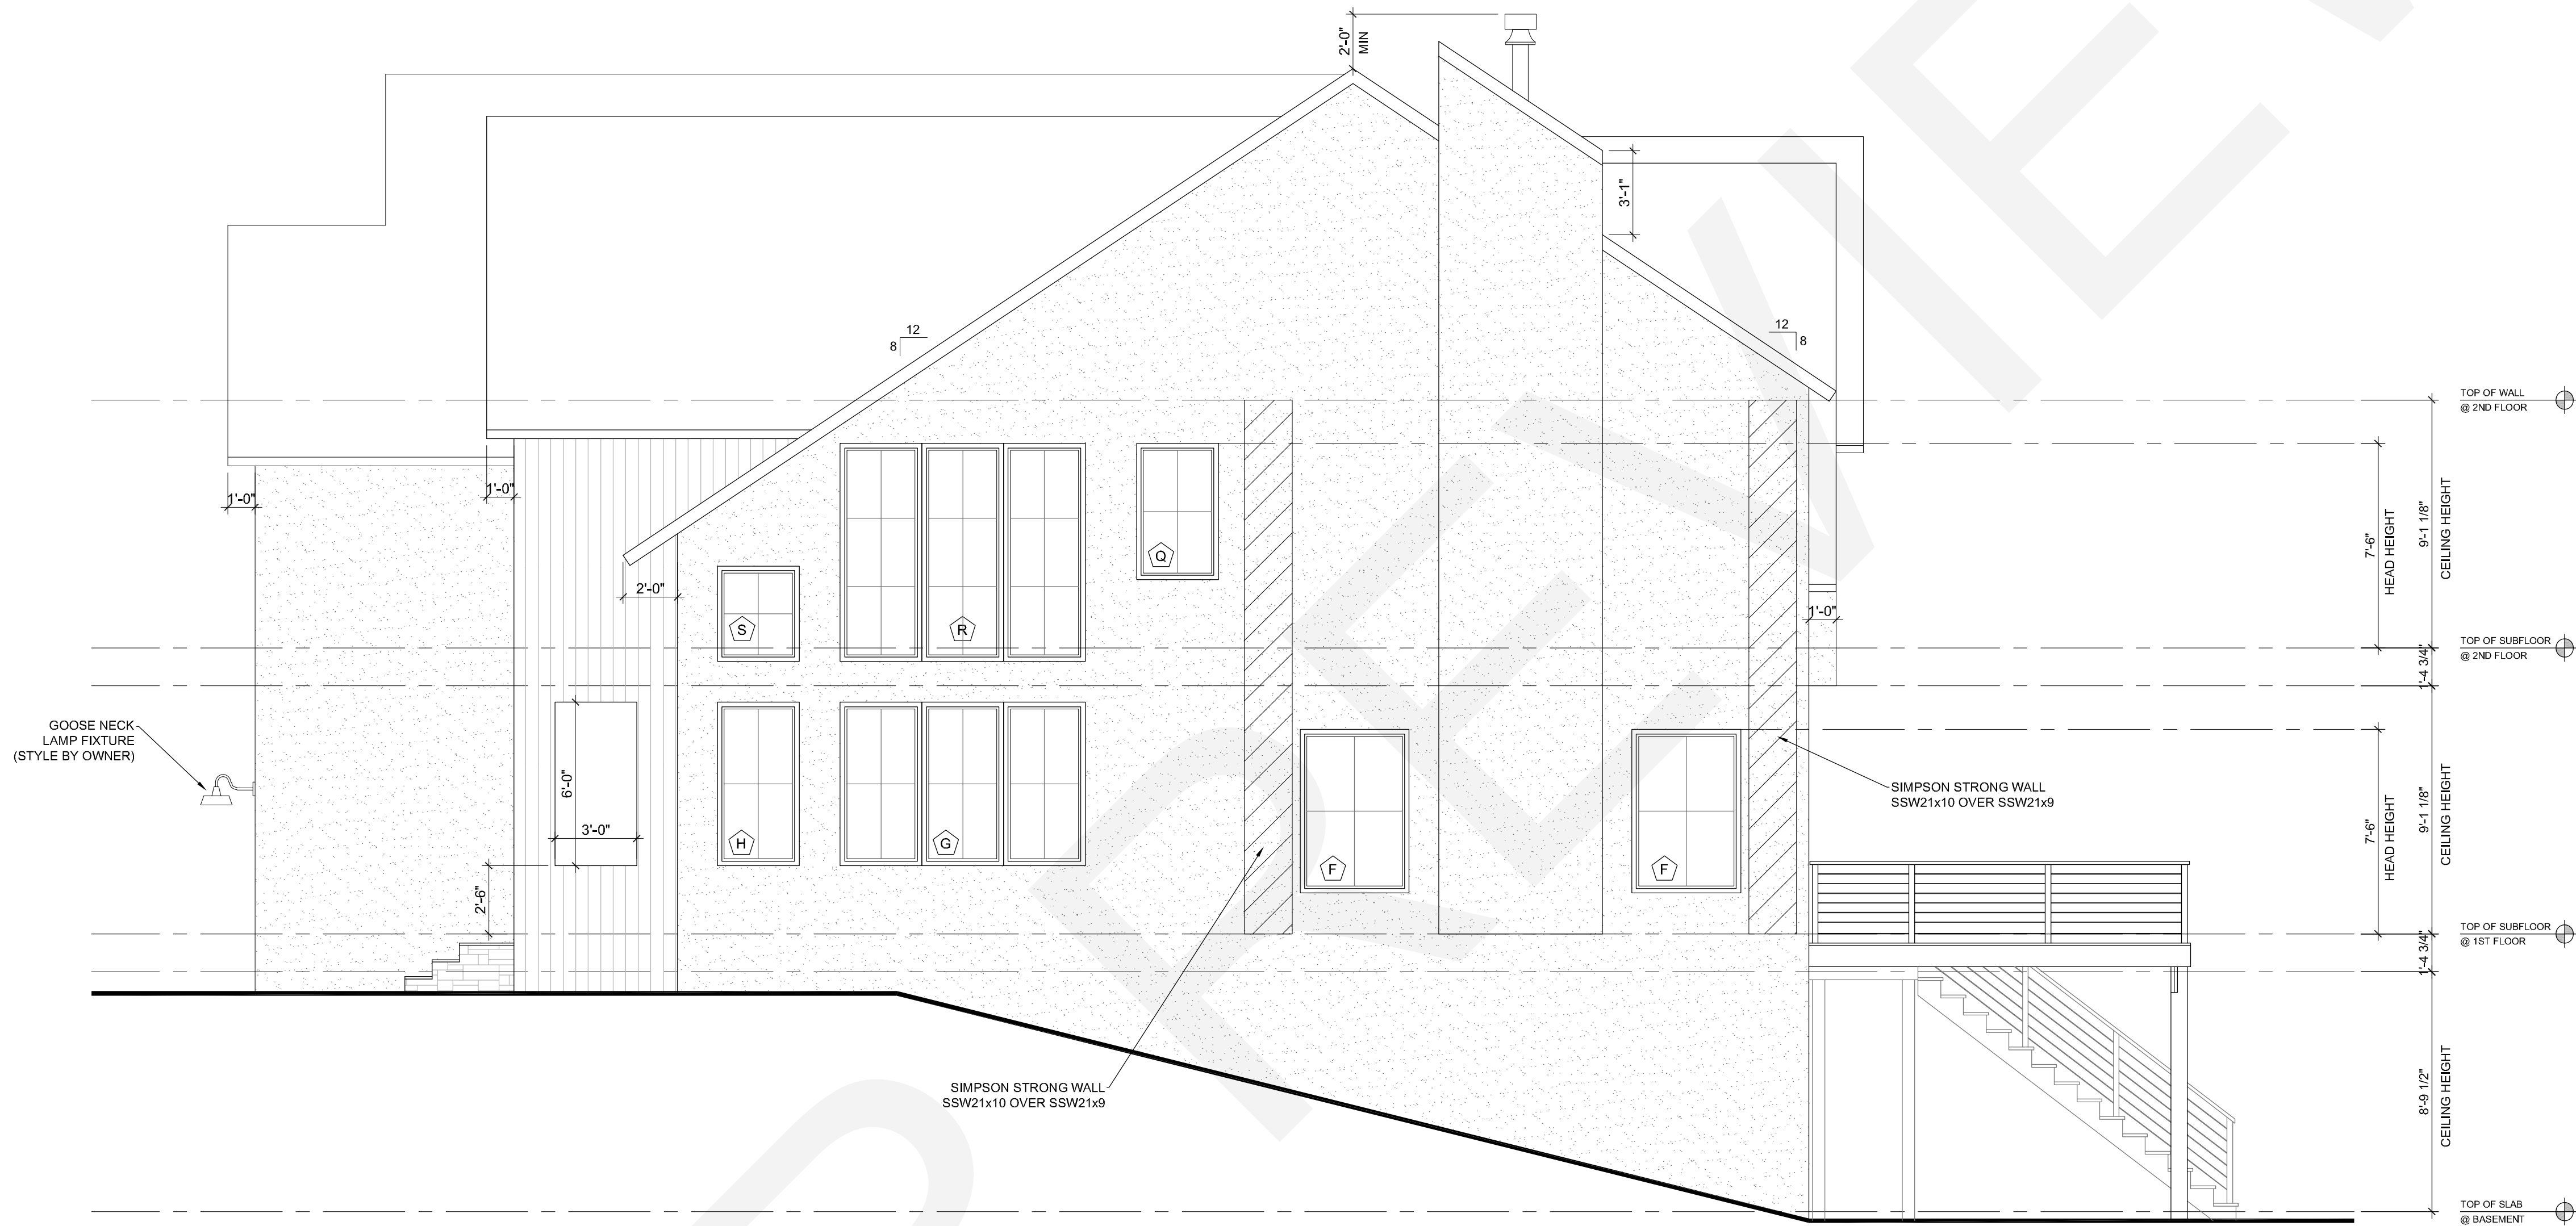 2'-0"
MIN
3'-1"
12
8
12
8
TOP OF WALL
@ 2ND FLOOR
1'-0"
1'-0"
2'-0"
S
R
Q
1'-0"
7'-6"
HEAD HEIGHT
9'-1 1/8"
CEILING HEIGHT
TOP OF SUBFLOOR
@ 2ND FLOOR
1'-4 3/4"
GOOSE NECK
LAMP FIXTURE
(STYLE BY OWNER)
6'-0"
3'-0"
2'-6"
H
G
F
F
SIMPSON STRONG WALL
SSW21x10 OVER SSW21x9
7'-6"
HEAD HEIGHT
9'-1 1/8"
CEILING HEIGHT
TOP OF SUBFLOOR
@ 1ST FLOOR
1'-4 3/4"
SIMPSON STRONG WALL
SSW21x10 OVER SSW21x9
8'-9 1/2"
CEILING HEIGHT
TOP OF SLAB
@ BASEMENT